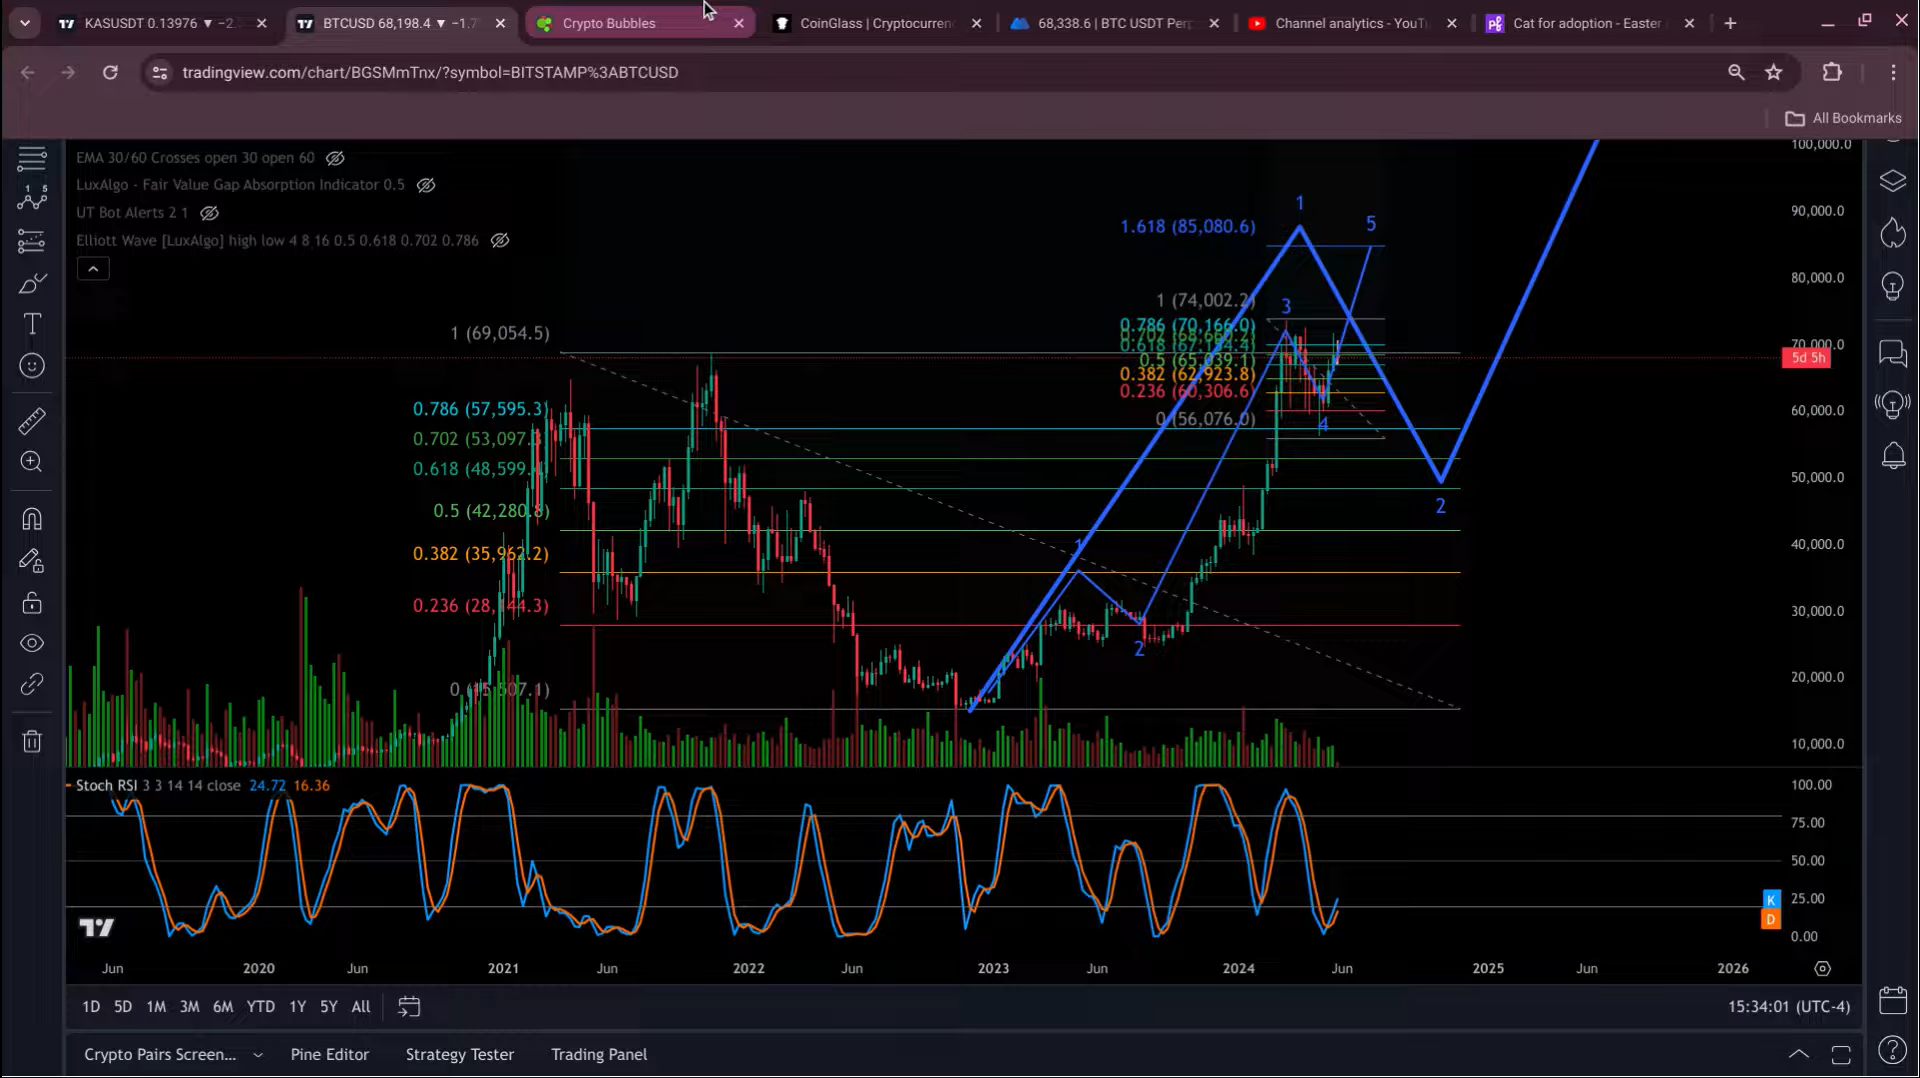 KASUSDT 0.13976 ▼ −2.
BTCUSD 68,198.4 ▼ −1.7
Crypto Bubbles
CoinGlass | Cryptocurren
68,338.6 | BTC USDT Per
Channel analytics - YouT
Cat for adoption - Easter
tradingview.com/chart/BGSMmTnx/?symbol=BITSTAMP%3ABTCUSD
All Bookmarks
EMA 30/60 Crosses open 30 open 60
LuxAlgo - Fair Value Gap Absorption Indicator 0.5
UT Bot Alerts 2 1
Elliott Wave [LuxAlgo] high low 4 8 16 0.5 0.618 0.702 0.786
100,000.0
90,000.0
80,000.0
70,000.0
5d 5h
60,000.0
50,000.0
40,000.0
30,000.0
20,000.0
10,000.0
1
5
1.618 (85,080.6)
1 (74,002.2)
3
0.786 (70,166.0)
0.5 (65,039.1)
0.382 (62,923.8)
0.236 (60,306.6)
0 (56,076.0)
4
2
1
2
1 (69,054.5)
0.786 (57,595.3)
0.702 (53,097.3
0.618 (48,599.
0.5 (42,280.8)
0.382 (35,962.2)
0.236 (28,144.3)
0 (15,507.1)
Stoch RSI 3 3 14 14 close 24.72 16.36
100.00
75.00
50.00
25.00
0.00
K
D
Jun 2020 Jun 2021 Jun 2022 Jun 2023 Jun 2024 Jun 2025 Jun 2026
1D 5D 1M 3M 6M YTD 1Y 5Y All
15:34:01 (UTC-4)
Crypto Pairs Screen... Pine Editor Strategy Tester Trading Panel